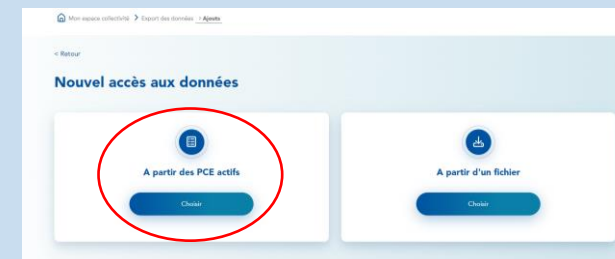 Mon espace collectivité > Export des données > Ajouts
< Retour
Nouvel accès aux données
A partir des PCE actifs
A partir d'un fichier
Choisir
Choisir